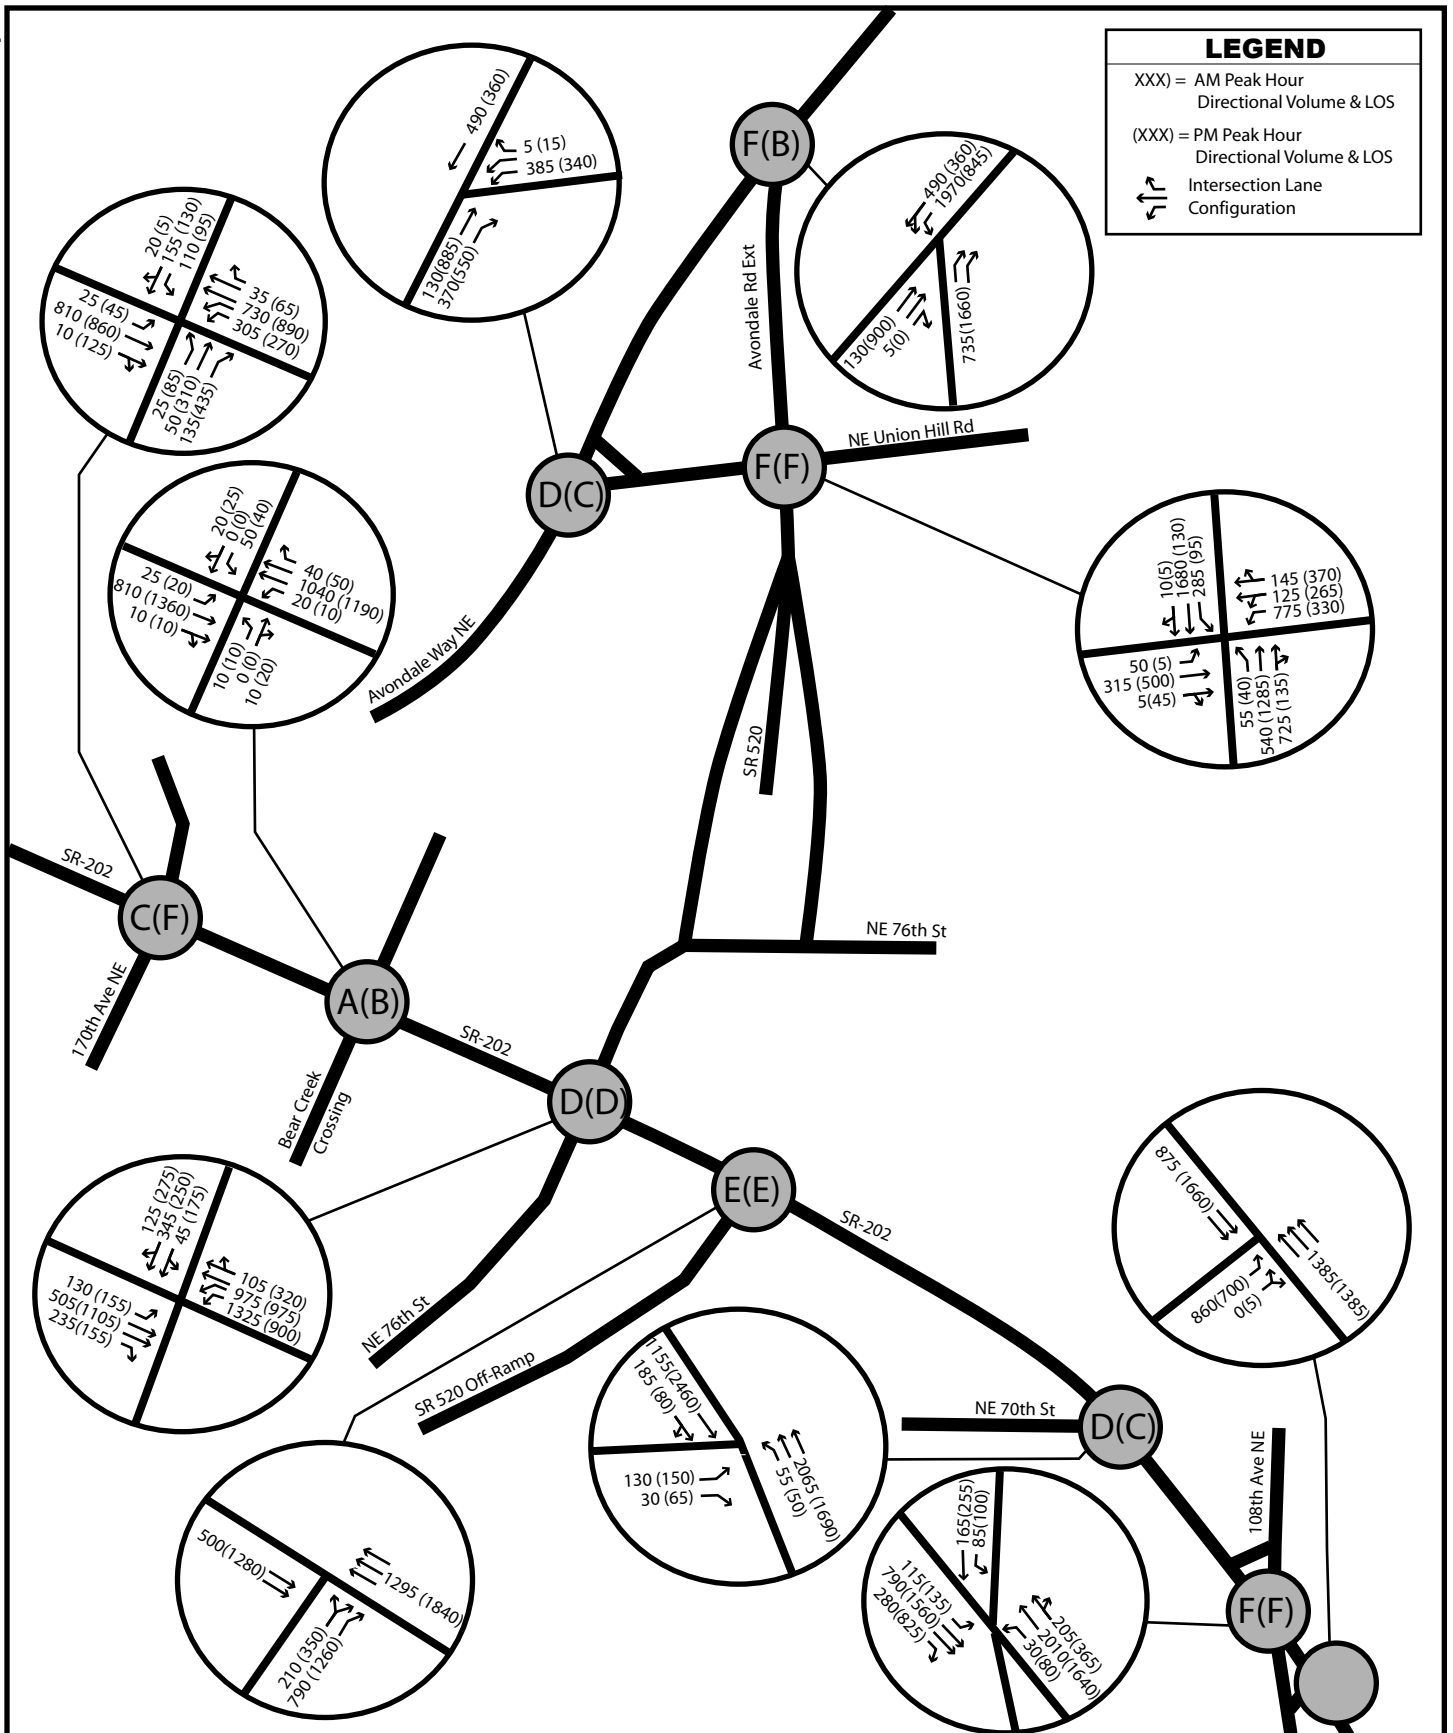 LEGEND
XXX) = AM Peak Hour
Directional Volume & LOS
(XXX) = PM Peak Hour
Directional Volume & LOS
Intersection Lane
Configuration
490 (360)
5 (15)
385 (340)
130(885)
370(550)
F(B)
490 (360)
1970(845)
130(900)
5(0)
735(1660)
20 (5)
155 (130)
110 (95)
35 (65)
730 (890)
305 (270)
25 (45)
810 (860)
10 (125)
25 (85)
50 (310)
135(435)
Avondale Rd Ext
NE Union Hill Rd
D(C)
F(F)
20 (25)
0 (0)
50 (40)
40 (50)
1040 (1190)
20 (10)
25 (20)
810 (1360)
10 (10)
10 (10)
0 (0)
10 (20)
Avondale Way NE
10(5)
1680 (130)
285 (95)
145 (370)
125 (265)
775 (330)
50 (5)
315 (500)
5(45)
55 (40)
540 (1285)
725 (135)
SR 520
SR-202
C(F)
170th Ave NE
A(B)
Bear Creek
Crossing
SR-202
NE 76th St
D(D)
E(E)
SR-202
125 (275)
345 (250)
45 (175)
105 (320)
975 (975)
1325 (900)
130 (155)
505(1105)
235(155)
NE 76th St
SR 520 Off-Ramp
875 (1660)
1385(1385)
860(700)
0(5)
1155(2460)
185 (80)
130 (150)
30 (65)
2065 (1690)
55 (50)
NE 70th St
D(C)
108th Ave NE
500(1280)
1295 (1840)
210 (350)
790 (1260)
165(255)
85(100)
115(135)
790(1560)
280(825)
205(365)
2010(1640)
30(80)
F(F)